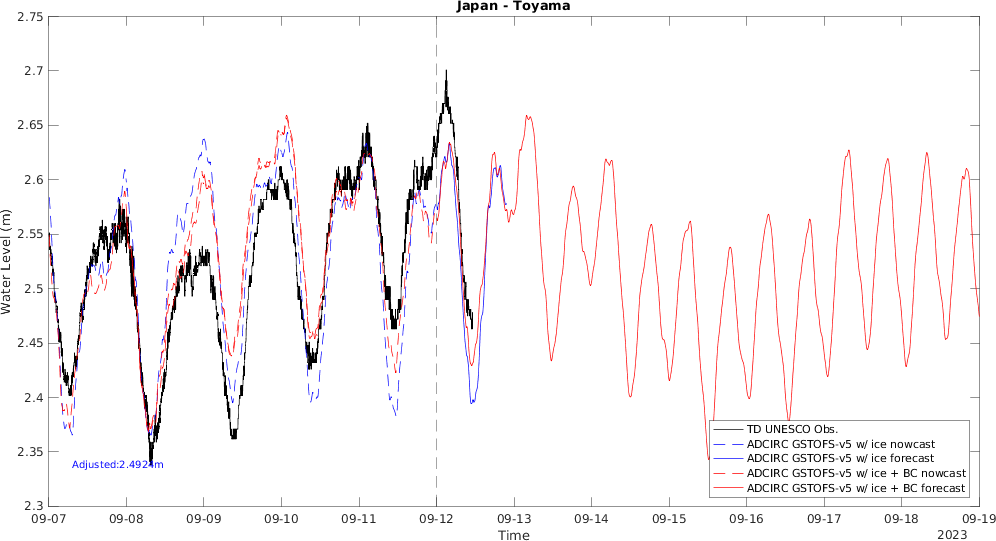 Japan - Toyama
2.75
2.7
2.65
2.6
2.55
2.5
2.45
2.4
2.35
2.3
Water Level (m)
Adjusted:2.4924m
TD UNESCO Obs.
ADCIRC GSTOFS-v5 w/ ice nowcast
ADCIRC GSTOFS-v5 w/ ice forecast
ADCIRC GSTOFS-v5 w/ ice + BC nowcast
ADCIRC GSTOFS-v5 w/ ice + BC forecast
09-07 09-08 09-09 09-10 09-11 09-12 09-13 09-14 09-15 09-16 09-17 09-18 09-19
Time
2023